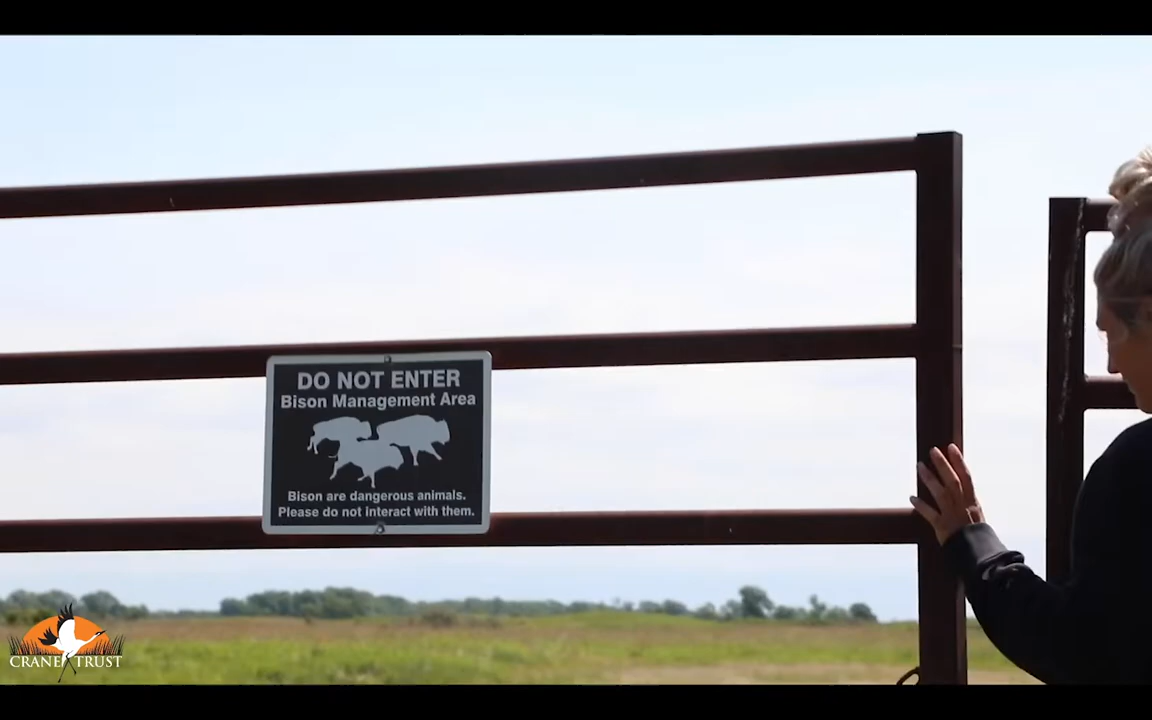 DO NOT ENTER
Bison Management Area
Bison are dangerous animals.
Please do not interact with them.
CRANE TRUST